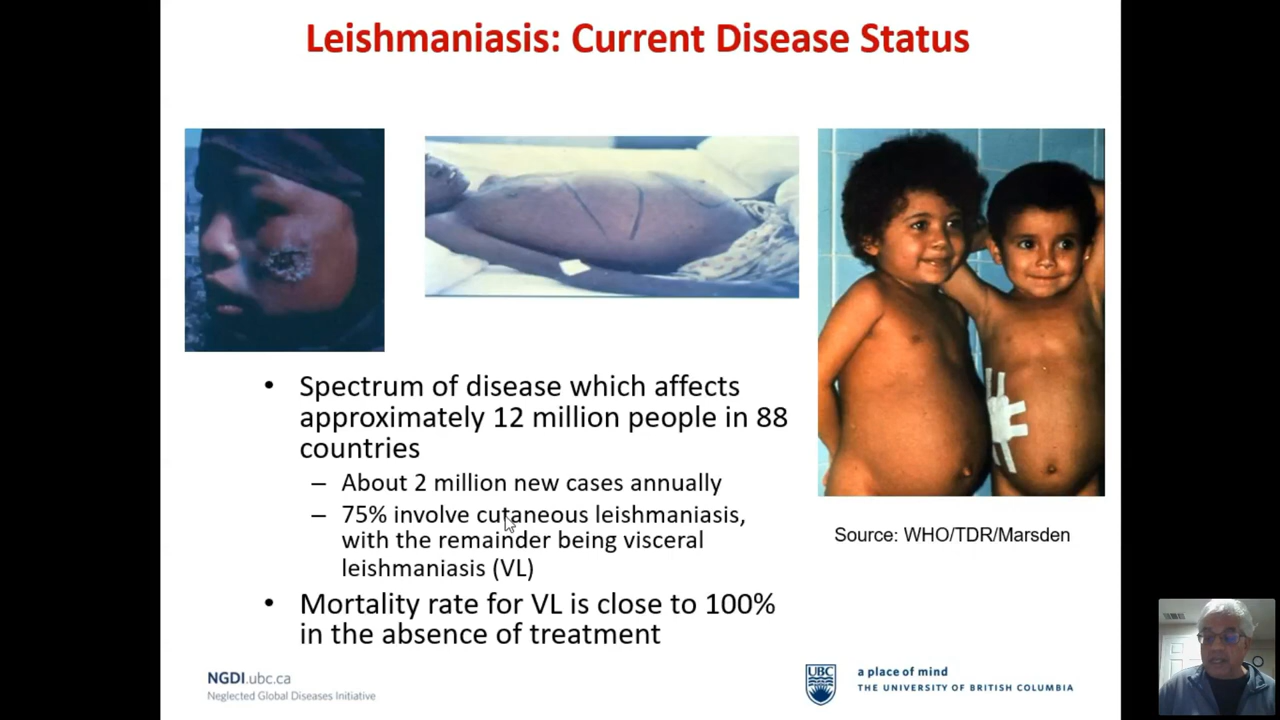 Leishmaniasis: Current Disease Status
• Spectrum of disease which affects
approximately 12 million people in 88
countries
– About 2 million new cases annually
– 75% involve cutaneous leishmaniasis,
with the remainder being visceral
leishmaniasis (VL)
• Mortality rate for VL is close to 100%
in the absence of treatment
Source: WHO/TDR/Marsden
NGDI.ubc.ca
Neglected Global Diseases Initiative
UBC
a place of mind
THE UNIVERSITY OF BRITISH COLUMBIA